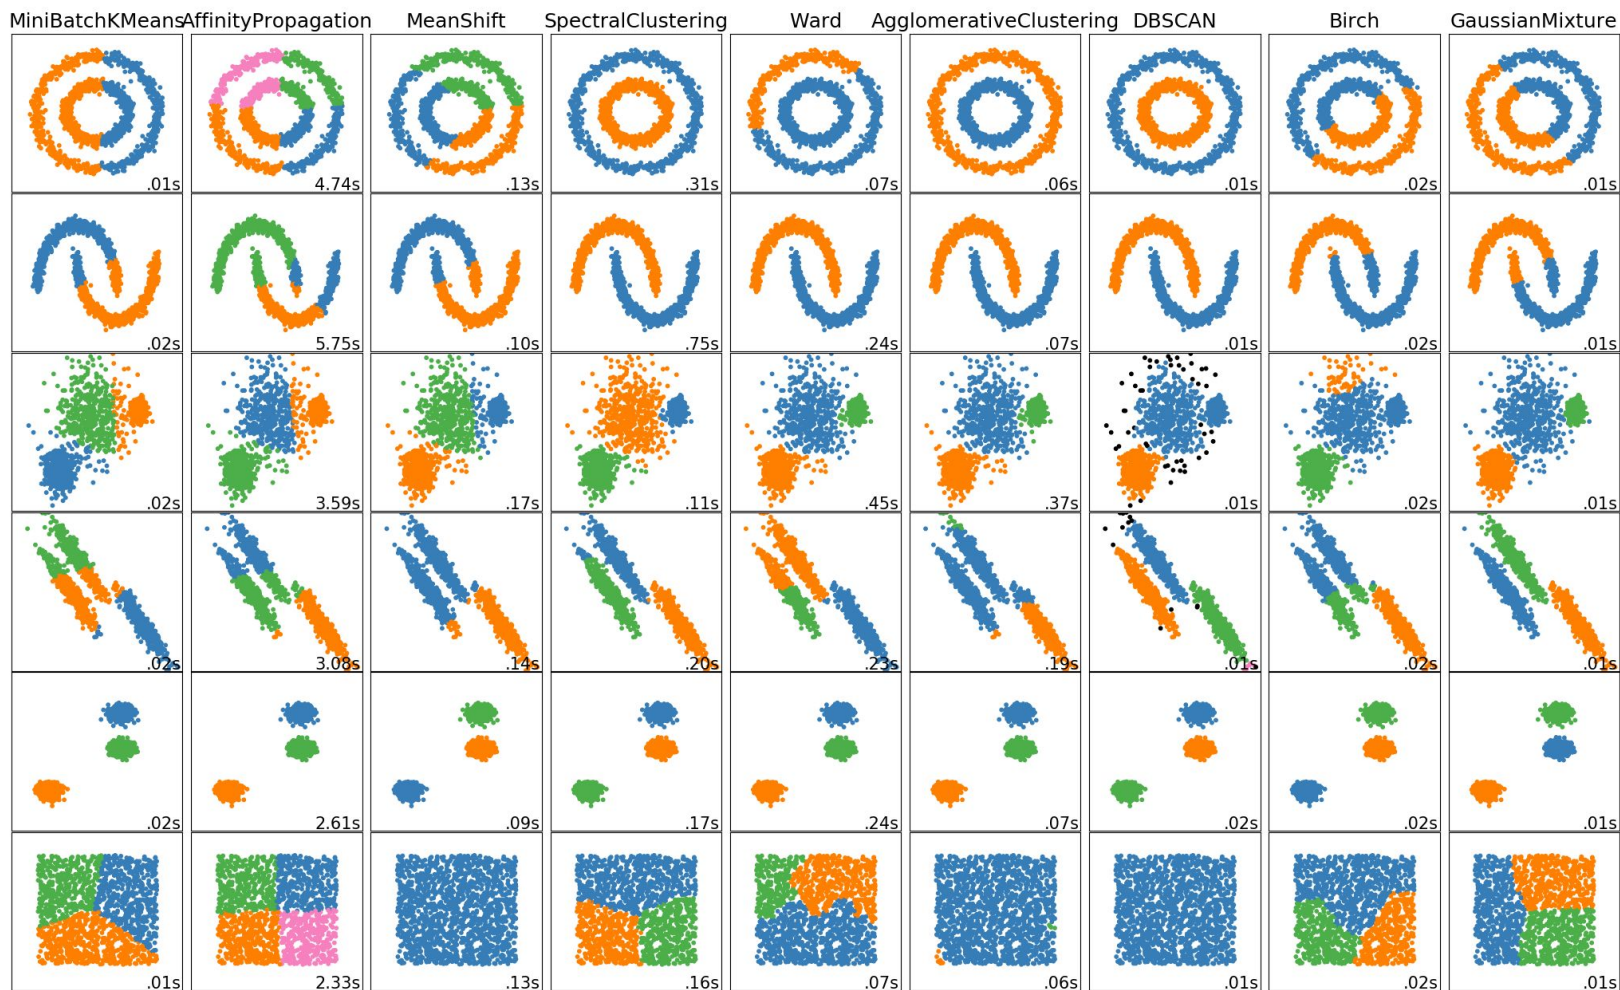 MiniBatchKMeans AffinityPropagation MeanShift SpectralClustering Ward AgglomerativeClustering DBSCAN Birch GaussianMixture
.01s 4.74s .13s .31s .07s .06s .01s .02s .01s
.02s 5.75s .10s .75s .24s .07s .01s .02s .01s
.02s 3.59s .17s .11s .45s .37s .01s .02s .01s
.02s 3.08s .14s .20s .23s .19s .01s .02s .01s
.02s 2.61s .09s .17s .24s .07s .02s .02s .01s
.01s 2.33s .13s .16s .07s .06s .01s .02s .01s